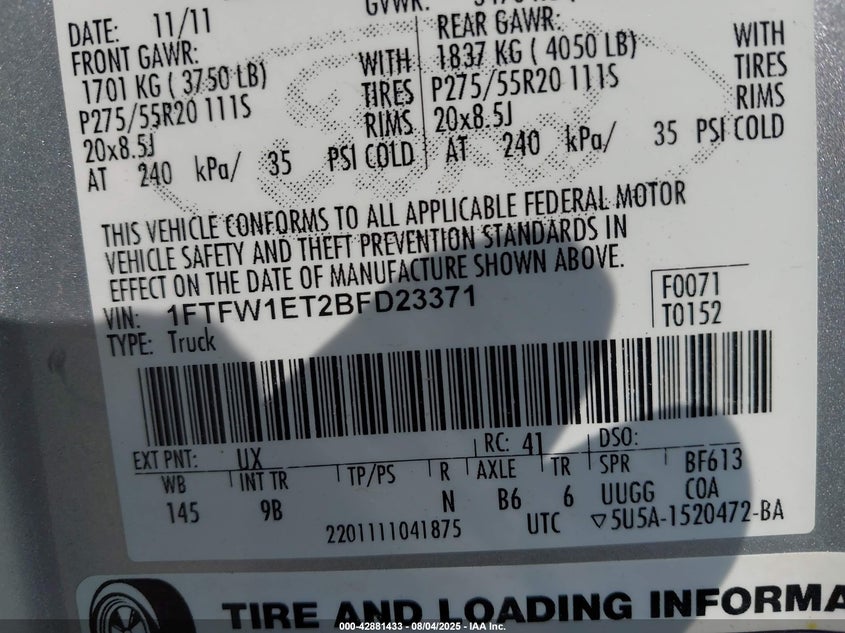 DATE: 11/11
GVWR:
FRONT GAWR:
1701 KG ( 3750 LB)
P275/55R20 111S
20x8.5J
AT 240 kPa/ 35 PSI COLD
WITH
TIRES
RIMS
REAR GAWR:
1837 KG ( 4050 LB)
P275/55R20 111S
20x8.5J
AT 240 kPa/ 35 PSI COLD
WITH
TIRES
RIMS
THIS VEHICLE CONFORMS TO ALL APPLICABLE FEDERAL MOTOR
VEHICLE SAFETY AND THEFT PREVENTION STANDARDS IN
EFFECT ON THE DATE OF MANUFACTURE SHOWN ABOVE.
VIN: 1FTFW1ET2BFD23371
F0071
T0152
TYPE: Truck
EXT PNT: UX RC: 41 DSO:
WB INT TR TP/PS R AXLE TR SPR BF613
145 9B N B6 6 UUGG COA
2201111041875 UTC ▽5U5A-1520472-BA
TIRE AND LOADING INFORMA
000-42881433 - 08/04/2025 - IAA Inc.